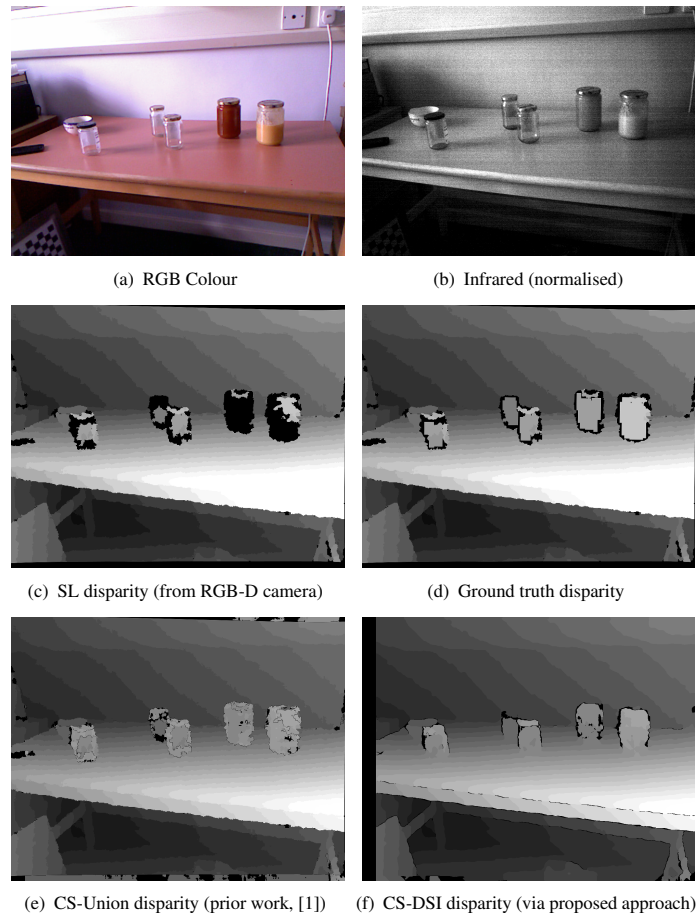 (a) RGB Colour
(b) Infrared (normalised)
(c) SL disparity (from RGB-D camera)
(d) Ground truth disparity
(e) CS-Union disparity (prior work, [1])
(f) CS-DSI disparity (via proposed approach)